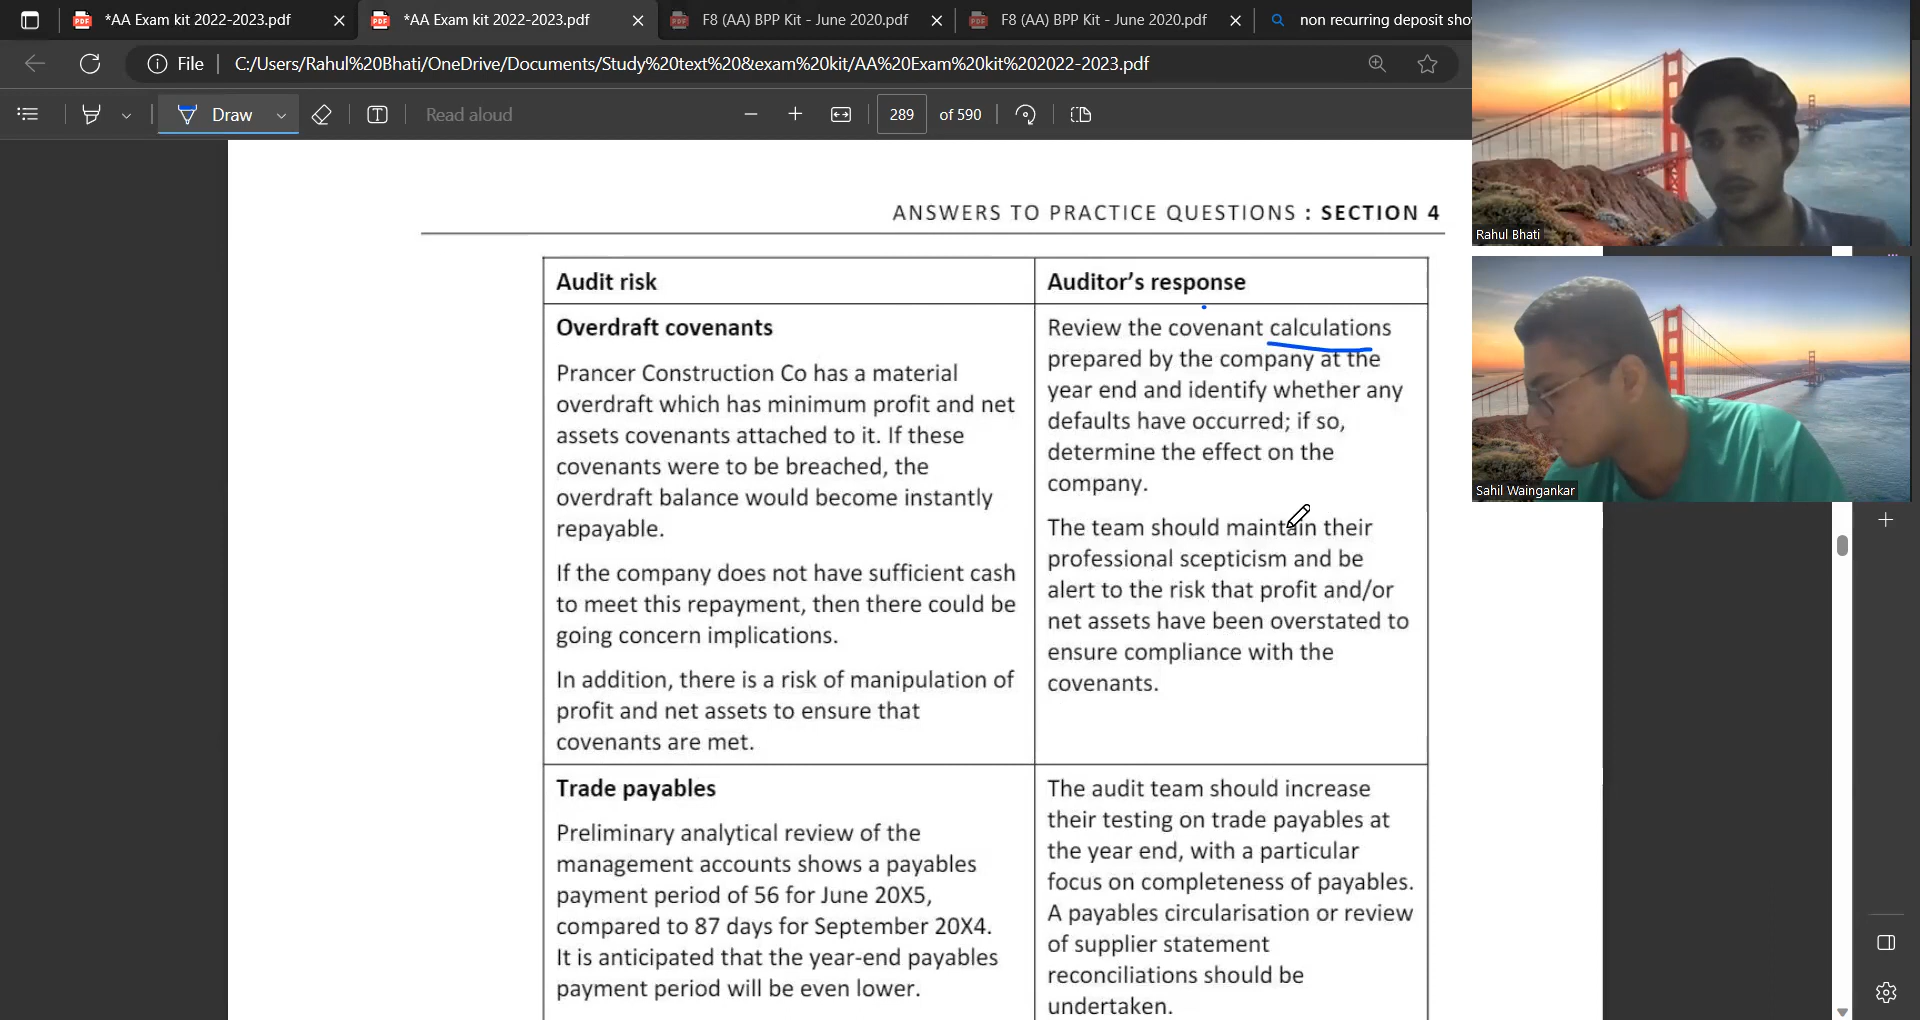 *AA Exam kit 2022-2023.pdf
*AA Exam kit 2022-2023.pdf
F8 (AA) BPP Kit - June 2020.pdf
F8 (AA) BPP Kit - June 2020.pdf
non recurring deposit sho
File
C:/Users/Rahul%20Bhati/OneDrive/Documents/Study%20text%20&exam%20kit/AA%20Exam%20kit%202022-2023.pdf
Draw
Read aloud
289 of 590
Rahul Bhati
Sahil Waingankar
ANSWERS TO PRACTICE QUESTIONS : SECTION 4
Audit risk
Auditor's response
Overdraft covenants
Prancer Construction Co has a material
overdraft which has minimum profit and net
assets covenants attached to it. If these
covenants were to be breached, the
overdraft balance would become instantly
repayable.
If the company does not have sufficient cash
to meet this repayment, then there could be
going concern implications.
In addition, there is a risk of manipulation of
profit and net assets to ensure that
covenants are met.
Review the covenant calculations
prepared by the company at the
year end and identify whether any
defaults have occurred; if so,
determine the effect on the
company.
The team should maintain their
professional scepticism and be
alert to the risk that profit and/or
net assets have been overstated to
ensure compliance with the
covenants.
Trade payables
Preliminary analytical review of the
management accounts shows a payables
payment period of 56 for June 20X5,
compared to 87 days for September 20X4.
It is anticipated that the year-end payables
payment period will be even lower.
The audit team should increase
their testing on trade payables at
the year end, with a particular
focus on completeness of payables.
A payables circularisation or review
of supplier statement
reconciliations should be
undertaken.